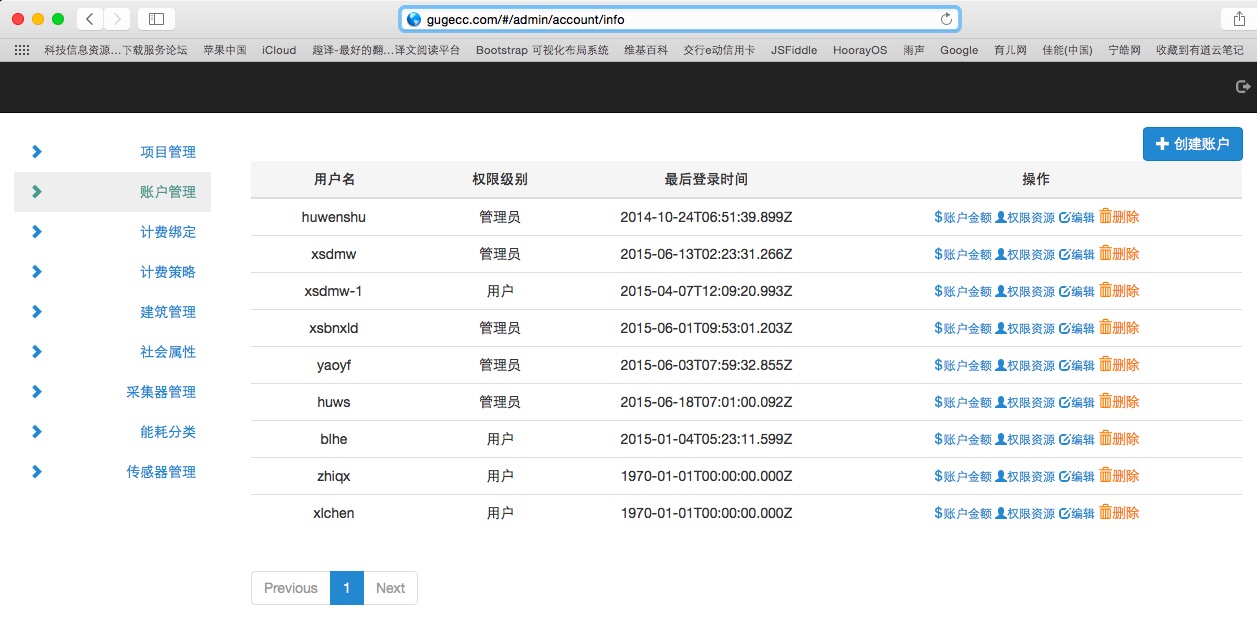 gugecc.com/#/admin/account/info
科技信息资源...下载服务论坛 苹果中国 iCloud 趣译-最好的翻...译文阅读平台 Bootstrap 可视化布局系统 维基百科 交行e动信用卡 JSFiddle HoorayOS 雨声 Google 育儿网 佳能(中国) 宁皓网 收藏到有道云笔记
创建账户
项目管理
账户管理
计费绑定
计费策略
建筑管理
社会属性
采集器管理
能耗分类
传感器管理
用户名 权限级别 最后登录时间 操作
huwenshu 管理员 2014-10-24T06:51:39.899Z $账户金额 权限资源 编辑 删除
xsdmw 管理员 2015-06-13T02:23:31.266Z $账户金额 权限资源 编辑 删除
xsdmw-1 用户 2015-04-07T12:09:20.993Z $账户金额 权限资源 编辑 删除
xsbnxld 管理员 2015-06-01T09:53:01.203Z $账户金额 权限资源 编辑 删除
yaoyf 管理员 2015-06-03T07:59:32.855Z $账户金额 权限资源 编辑 删除
huws 管理员 2015-06-18T07:01:00.092Z $账户金额 权限资源 编辑 删除
blhe 用户 2015-01-04T05:23:11.599Z $账户金额 权限资源 编辑 删除
zhiqx 用户 1970-01-01T00:00:00.000Z $账户金额 权限资源 编辑 删除
xlchen 用户 1970-01-01T00:00:00.000Z $账户金额 权限资源 编辑 删除
Previous 1 Next